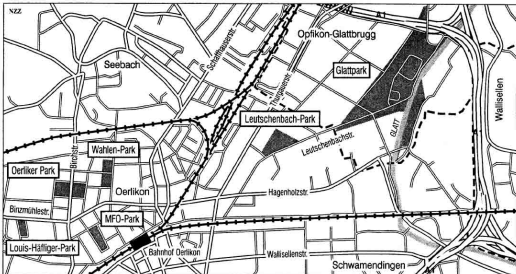 NZZ
Opfikon-Glattbrugg
Schaffhauserstr.
Seebach
Glattpark
Thurgauerstr.
Wallisellen
Leutschenbach-Park
Birchstr.
Wahlen-Park
Leutschenbachstr.
GLATT
Oerliker Park
Oerlikon
Hagenholzstr.
Binzmühlestr.
MFO-Park
Louis-Häfliger-Park
Bahnhof Oerlikon
Wallisellenstr.
Schwamendingen